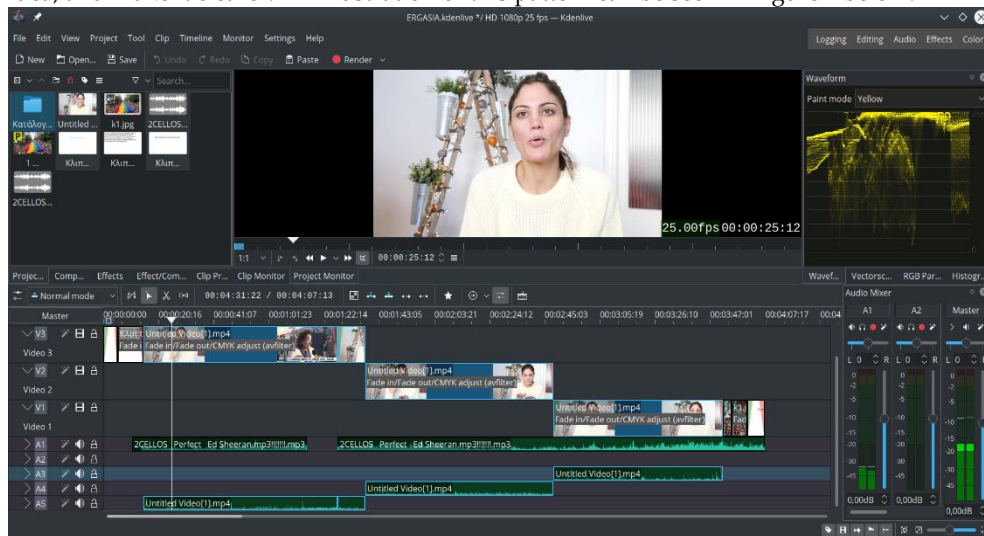 ERGASIA.kdenlive */ HD 1080p 25 fps — Kdenlive
File Edit View Project Tool Clip Timeline Monitor Settings Help
Logging Editing Audio Effects Color
New Open... Save Undo Redo Copy Paste Render
Search...
Waveform
Paint mode Yellow
Κατάλογ... Untitled ... k1.jpg 2CELLOS...
1 ... Κλιπ... Κλιπ... Κλιπ...
2CELLOS...
25.00fps 00:00:25:12
1:1 00:00:25:12
Projec... Comp... Effects Effect/Com... Clip Pr... Clip Monitor Project Monitor
Wavef... Vectorsc... RGB Par... Histogr...
Normal mode 00:04:31:22 / 00:04:07:13
Audio Mixer
Master 00:00:00:00 00:00:20:16 00:00:41:07 00:01:01:23 00:01:22:14 00:01:43:05 00:02:03:21 00:02:24:12 00:02:45:03 00:03:05:19 00:03:26:10 00:03:47:01 00:04:07:17 00:04
A1 A2 Master
V3 Untitled Video[1].mp4
Fade in/Fade out/CMYK adjust (avfilter)
Video 3
L 0 R L 0 R L 0 R
V2 Untitled Video[1].mp4
Fade in/Fade out/CMYK adjust (avfilter)
Video 2
V1 Untitled Video[1].mp4
Fade in/Fade out/CMYK adjust (avfilter) Fad
Video 1
A1 2CELLOS Perfect Ed Sheeran.mp3!!!!!!.mp3 2CELLOS Perfect Ed Sheeran.mp3!!!!!!.mp3
A2
A3 Untitled Video[1].mp4
A4 Untitled Video[1].mp4
A5 Untitled Video[1].mp4
0,00dB 0,00dB 0,00dB